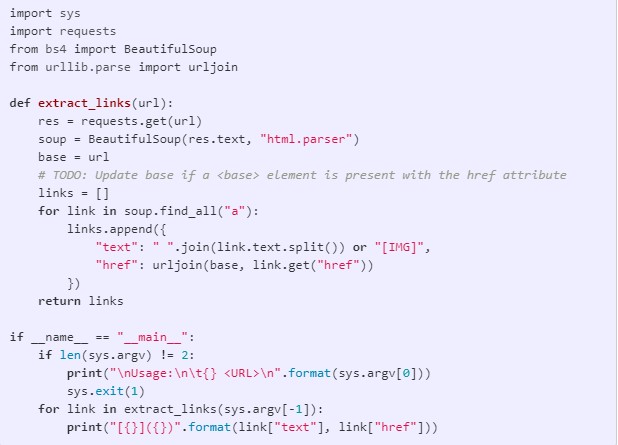 import sys
import requests
from bs4 import BeautifulSoup
from urllib.parse import urljoin

def extract_links(url):
    res = requests.get(url)
    soup = BeautifulSoup(res.text, "html.parser")
    base = url
    # TODO: Update base if a <base> element is present with the href attribute
    links = []
    for link in soup.find_all("a"):
        links.append({
            "text": " ".join(link.text.split()) or "[IMG]",
            "href": urljoin(base, link.get("href"))
        })
    return links

if __name__ == "__main__":
    if len(sys.argv) != 2:
        print("\nUsage:\n\t{} <URL>\n".format(sys.argv[0]))
        sys.exit(1)
    for link in extract_links(sys.argv[-1]):
        print("[{}]({})".format(link["text"], link["href"]))